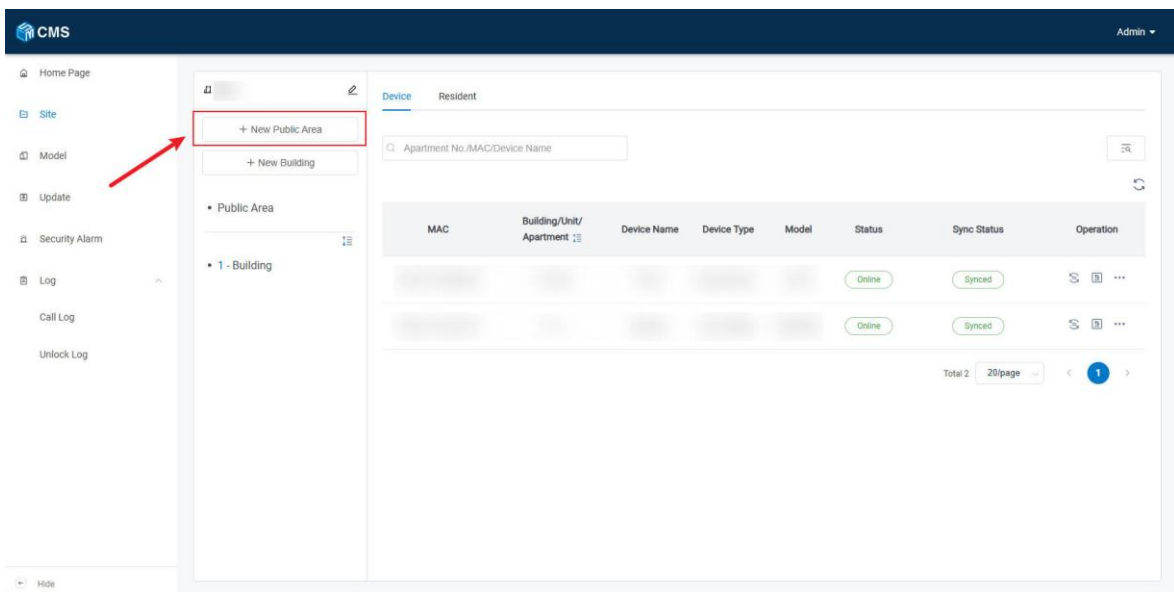 CMS
Admin
Home Page
Site
Model
Update
Security Alarm
Log
Call Log
Unlock Log
Hide
+ New Public Area
+ New Building
• Public Area
• 1 - Building
Device Resident
Apartment No./MAC/Device Name
MAC Building/Unit/Apartment Device Name Device Type Model Status Sync Status Operation
Online Synced
Online Synced
Total 2 20/page 1